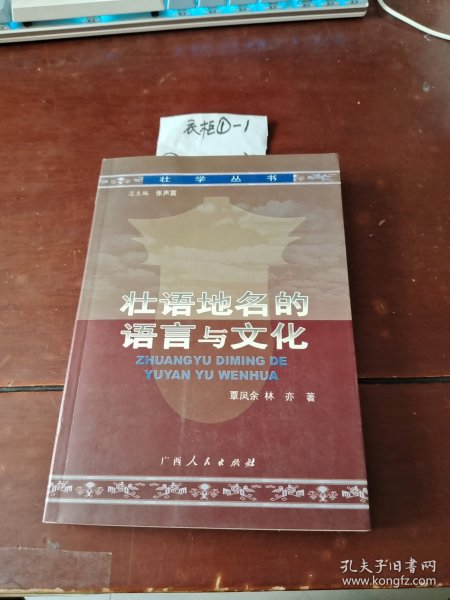 衣柜①-1
壮学丛书
总主编 张声震
壮语地名的
语言与文化
ZHUANGYU DIMING DE
YUYAN YU WENHUA
覃凤余 林亦 著
广西人民出版社
孔夫子旧书网
www.kongfz.com